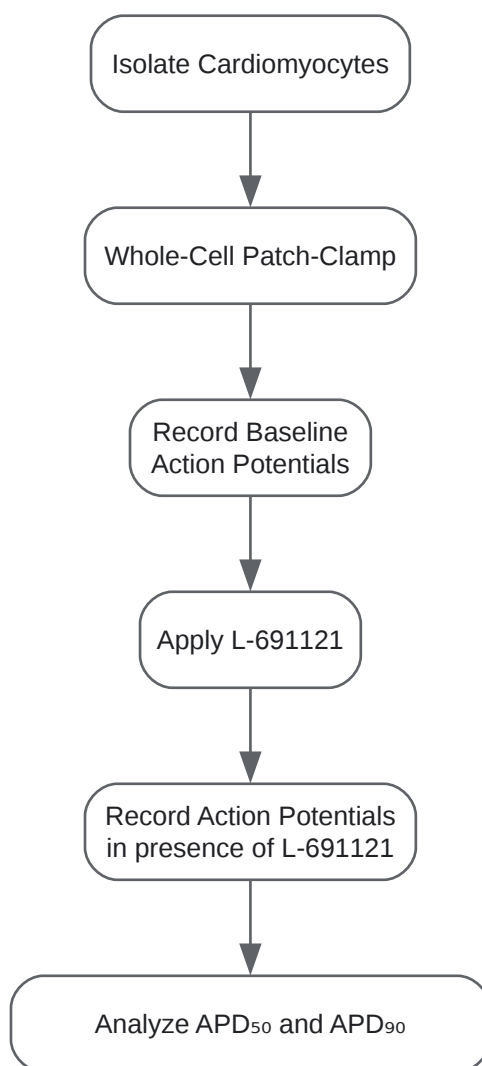 Isolate Cardiomyocytes
Whole-Cell Patch-Clamp
Record Baseline
Action Potentials
Apply L-691121
Record Action Potentials
in presence of L-691121
Analyze APD₅₀ and APD₉₀